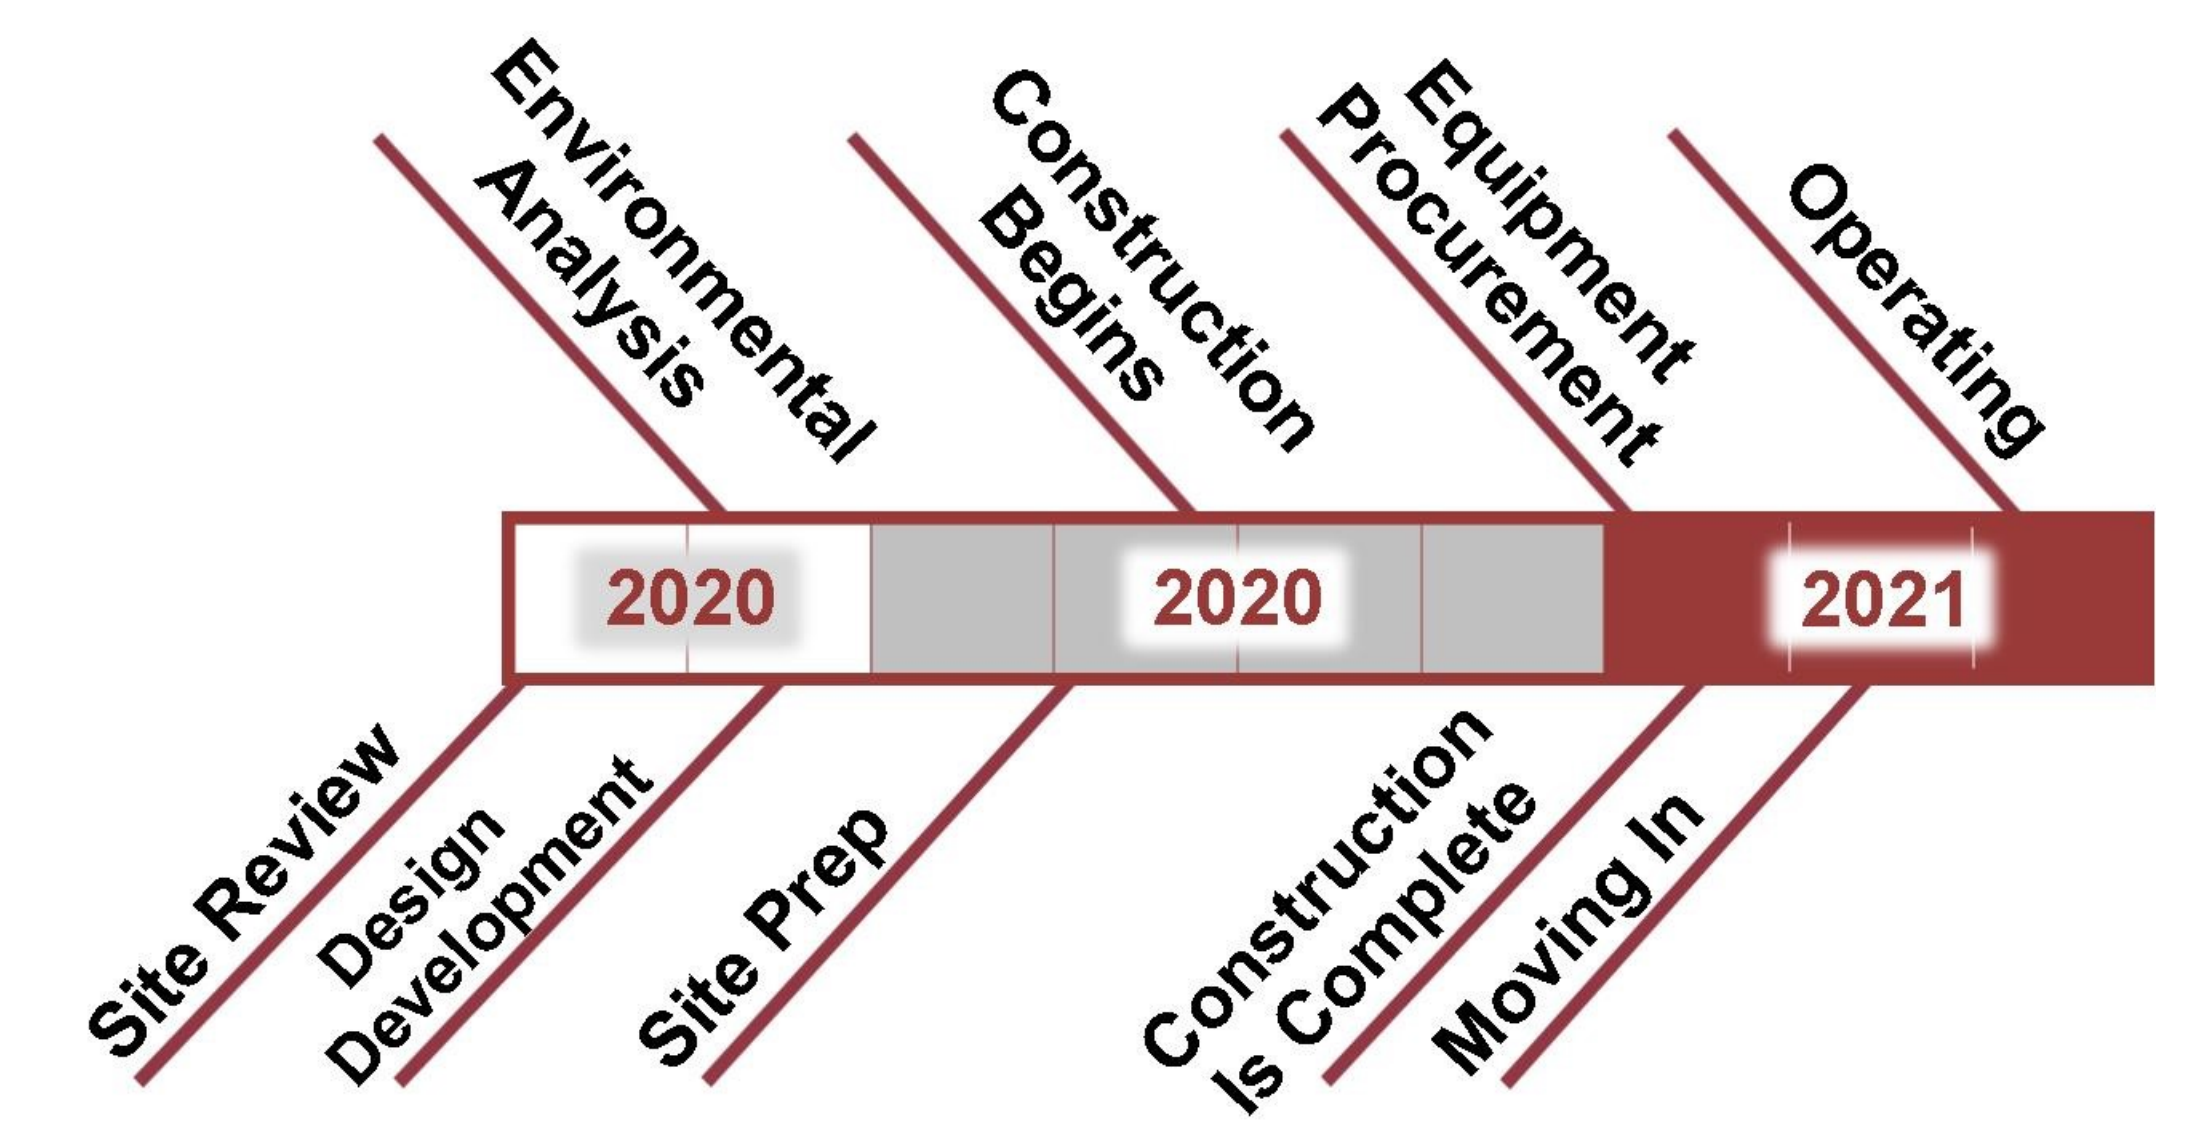 Environmental
Analysis
Construction
Begins
Equipment
Procurement
Operating
2020
2020
2021
Site Review
Design
Development
Site Prep
Construction
Is Complete
Moving In